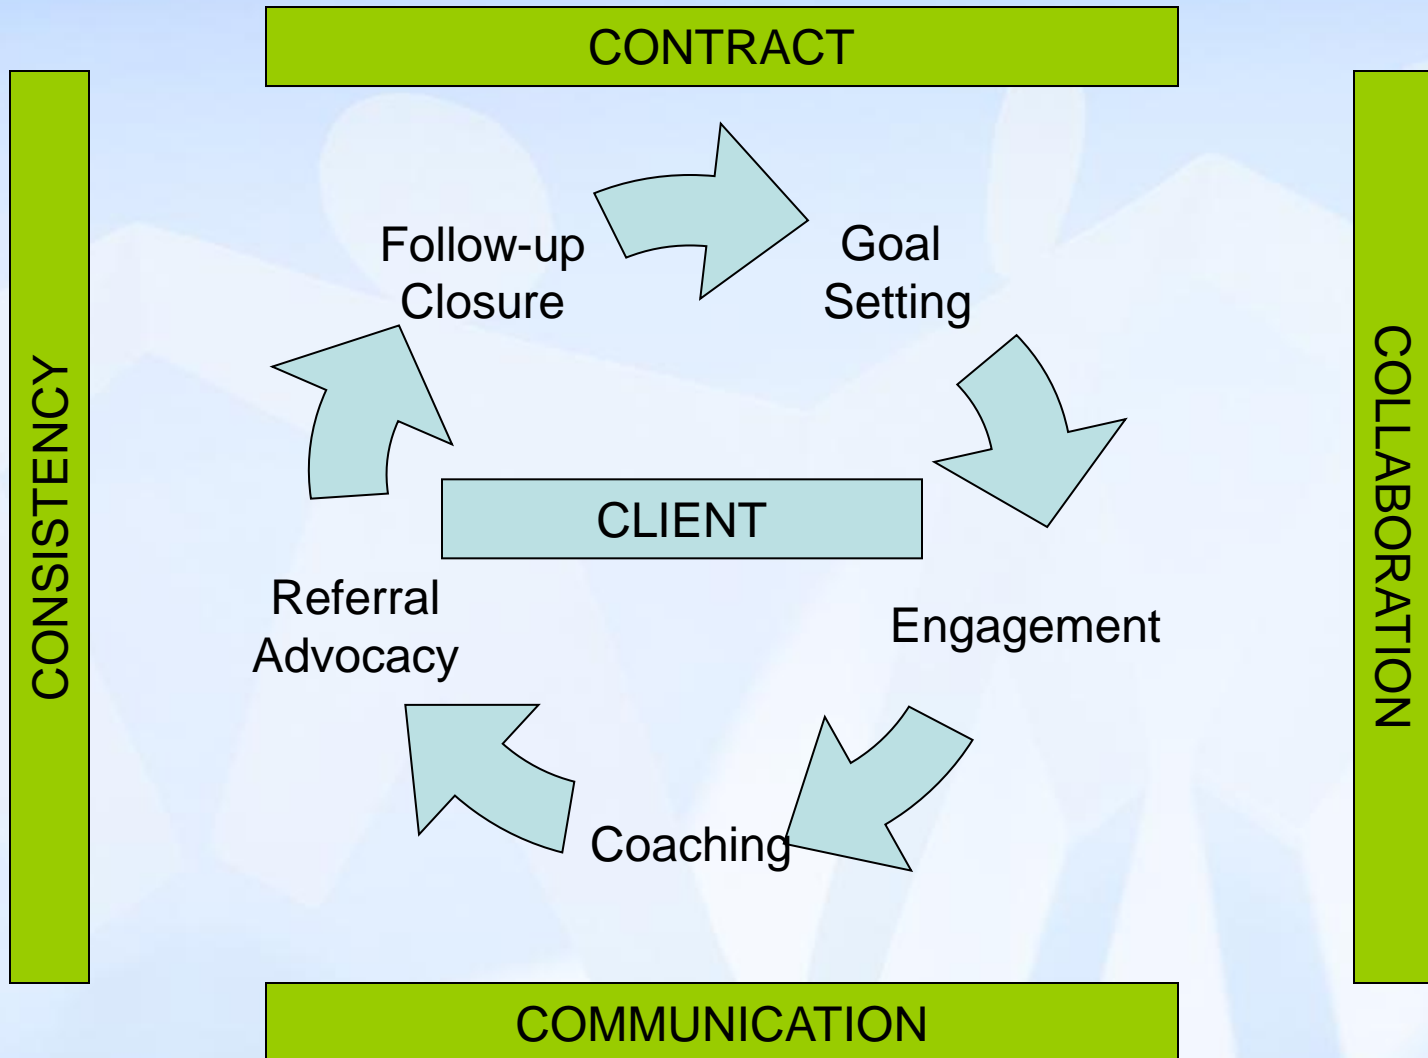 CONTRACT
Follow-up
Closure
Goal
Setting
CONSISTENCY
COLLABORATION
CLIENT
Referral
Advocacy
Engagement
Coaching
COMMUNICATION